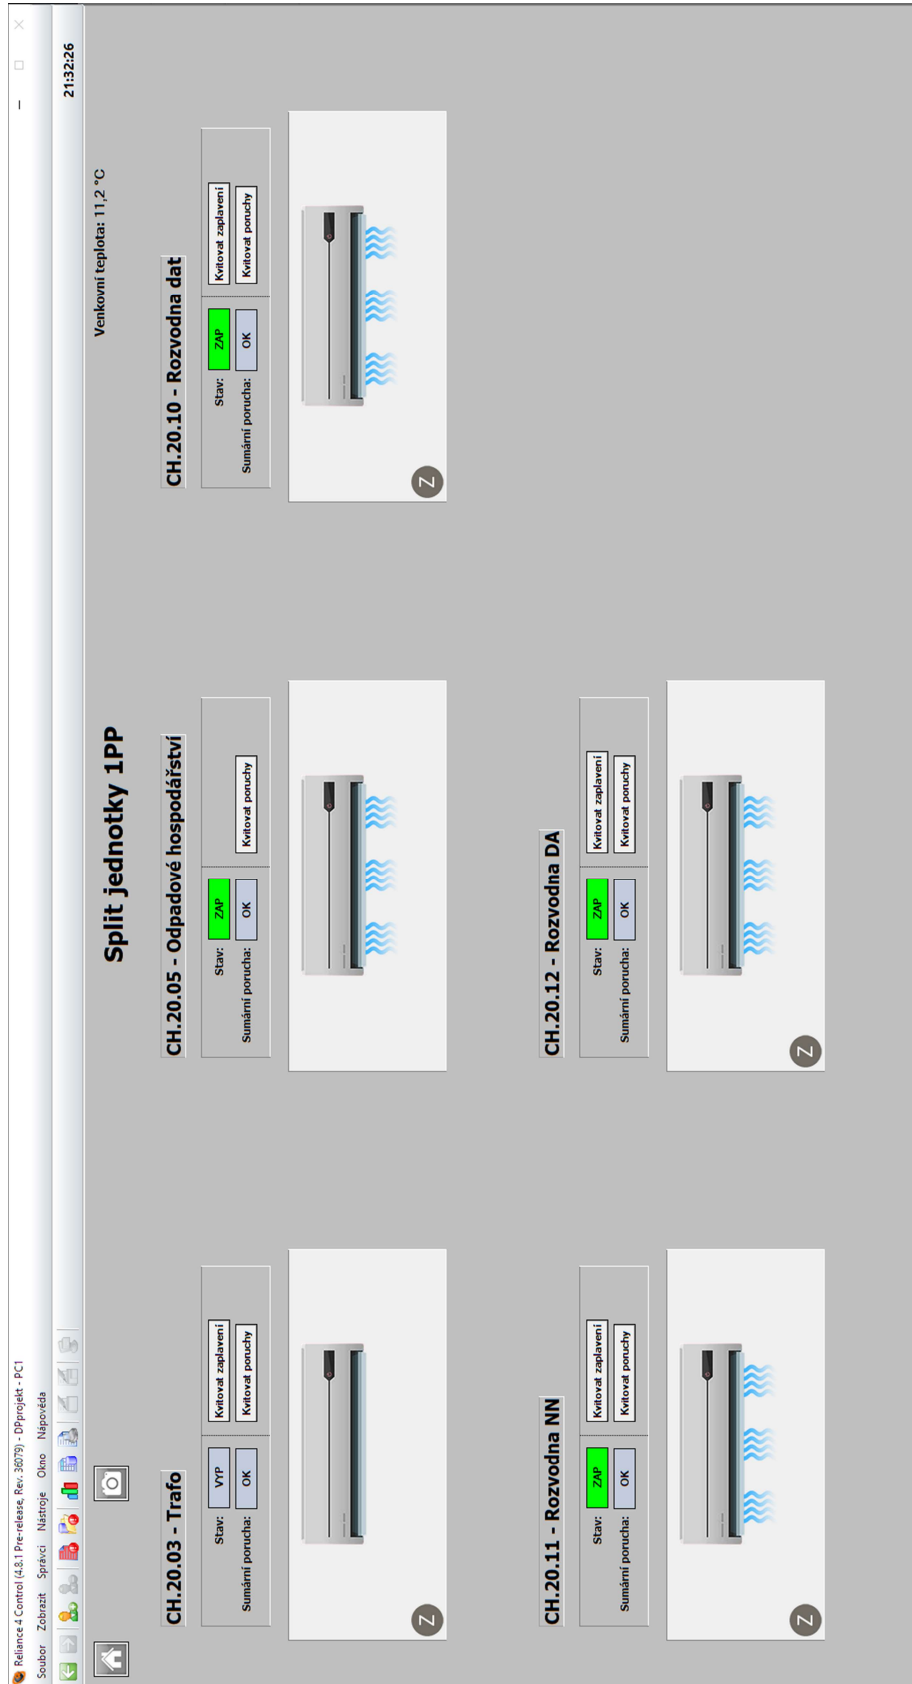 Reliance 4 Control (4.8.1 Pre-release, Rev. 36079) - DPprojekt - PC1
Soubor Zobrazit Správci Nástroje Okno Nápověda
21:32:26
Split jednotky 1PP
Venkovní teplota: 11,2 °C
CH.20.03 - Trafo
Stav: VYP Kvitovat zaplavení
Sumární porucha: OK Kvitovat poruchy
Z
CH.20.05 - Odpadové hospodářství
Stav: ZAP
Sumární porucha: OK Kvitovat poruchy
CH.20.10 - Rozvodna dat
Stav: ZAP Kvitovat zaplavení
Sumární porucha: OK Kvitovat poruchy
Z
CH.20.11 - Rozvodna NN
Stav: ZAP Kvitovat zaplavení
Sumární porucha: OK Kvitovat poruchy
Z
CH.20.12 - Rozvodna DA
Stav: ZAP Kvitovat zaplavení
Sumární porucha: OK Kvitovat poruchy
Z